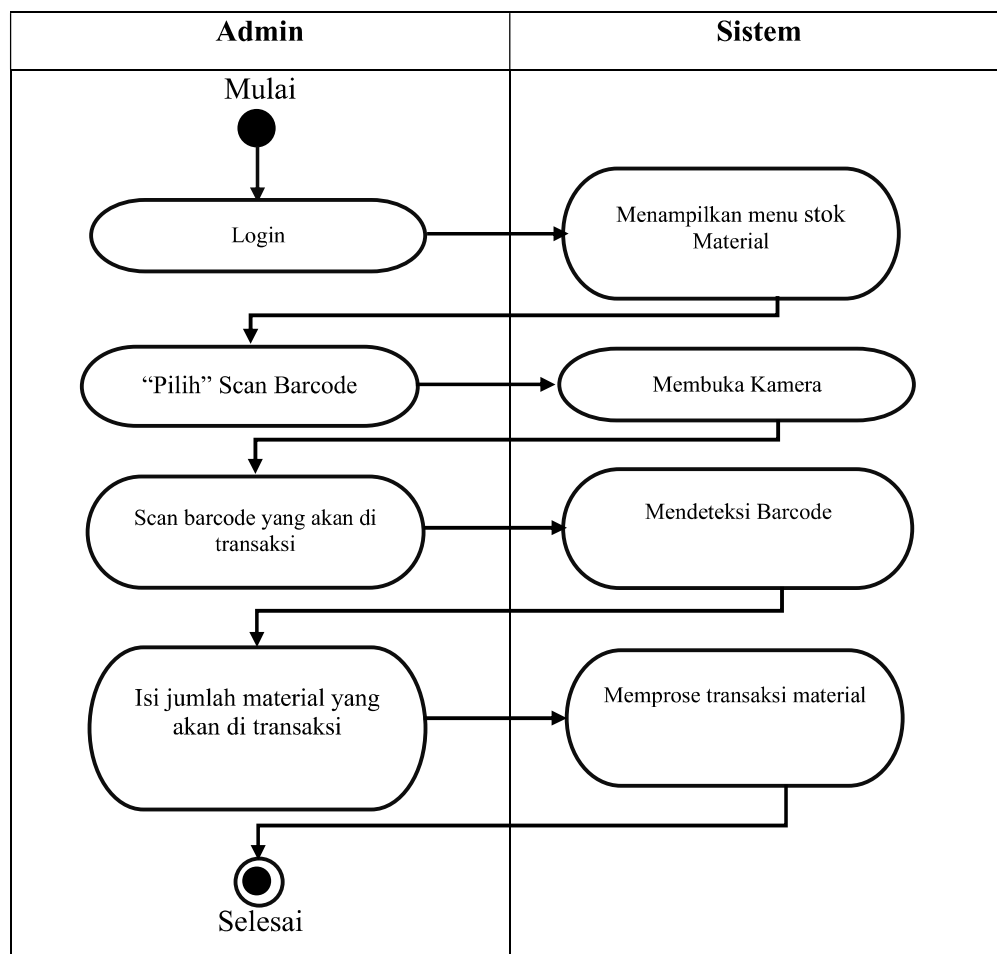 Admin
Sistem
Mulai
Login
Menampilkan menu stok
Material
“Pilih” Scan Barcode
Membuka Kamera
Scan barcode yang akan di
transaksi
Mendeteksi Barcode
Isi jumlah material yang
akan di transaksi
Memprose transaksi material
Selesai